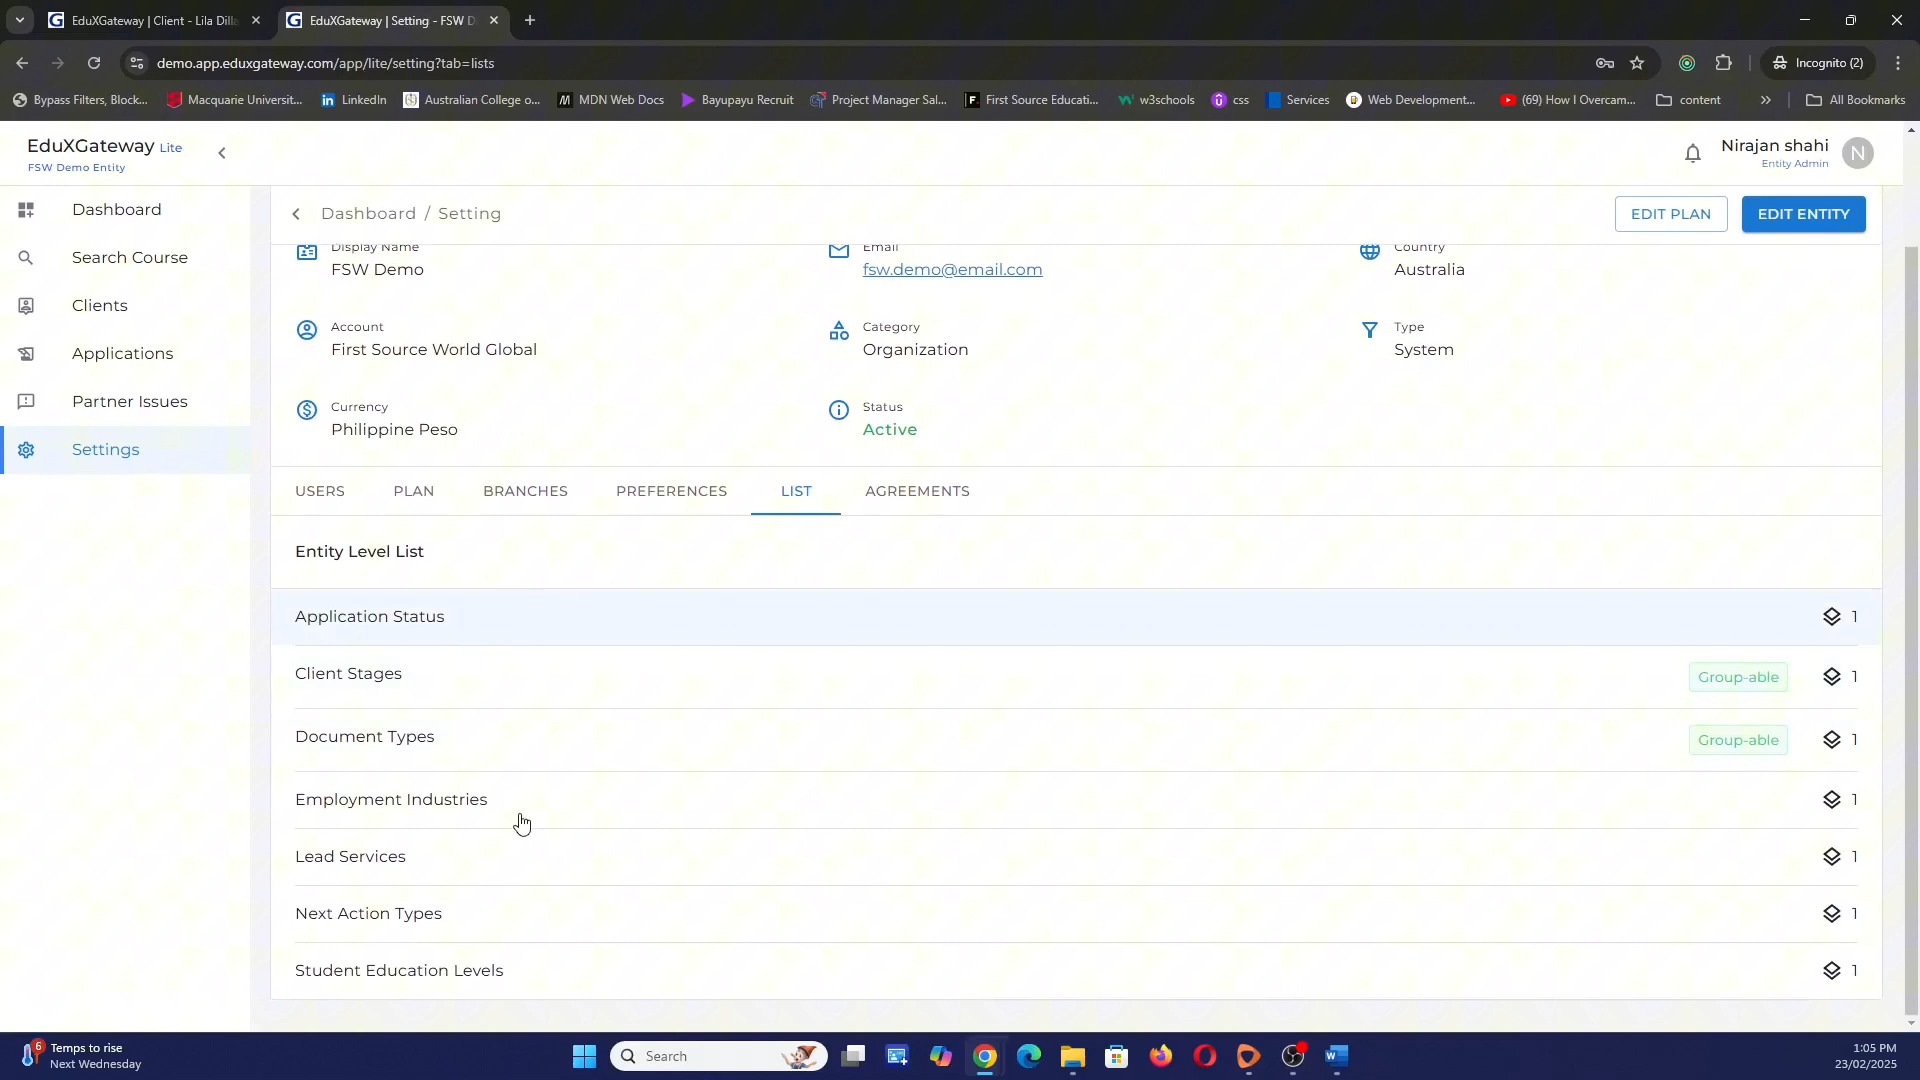 EduXGateway | Client - Lila Dilla
EduXGateway | Setting - FSW D
demo.app.eduxgateway.com/app/lite/setting?tab=lists
Incognito (2)
Bypass Filters, Block...
Macquarie Universit...
LinkedIn
Australian College o...
MDN Web Docs
Bayupayu Recruit
Project Manager Sal...
First Source Educati...
w3schools
css
Services
Web Development...
(69) How I Overcam...
content
All Bookmarks
EduXGateway Lite
FSW Demo Entity
Nirajan shahi
Entity Admin
N
Dashboard
Search Course
Clients
Applications
Partner Issues
Settings
Dashboard / Setting
EDIT PLAN
EDIT ENTITY
Display Name
FSW Demo
Email
fsw.demo@email.com
Country
Australia
Account
First Source World Global
Category
Organization
Type
System
Currency
Philippine Peso
Status
Active
USERS
PLAN
BRANCHES
PREFERENCES
LIST
AGREEMENTS
Entity Level List
Application Status 1
Client Stages Group-able 1
Document Types Group-able 1
Employment Industries 1
Lead Services 1
Next Action Types 1
Student Education Levels 1
6
Temps to rise
Next Wednesday
Search
1:05 PM
23/02/2025